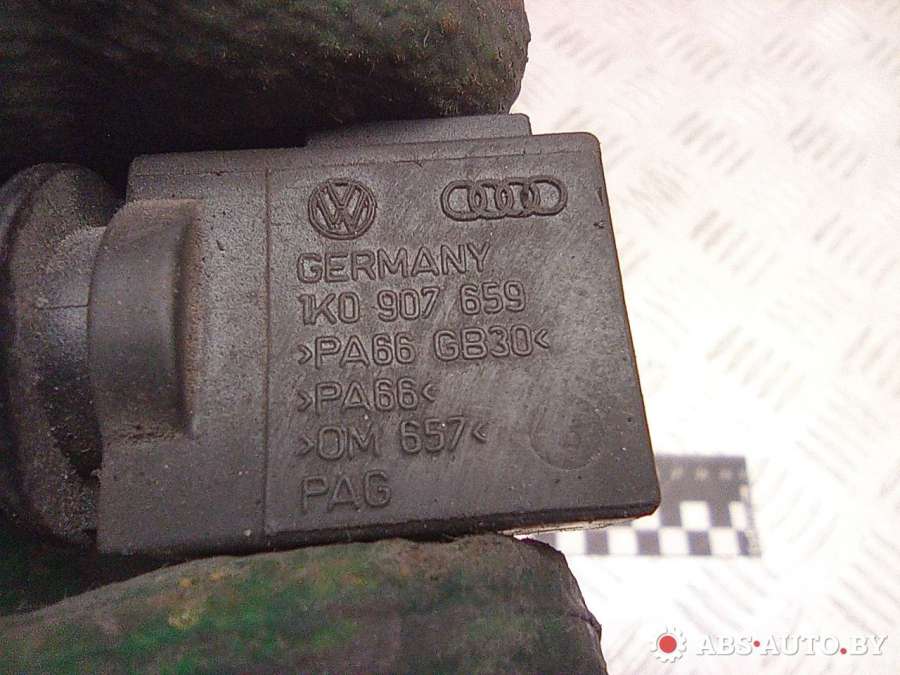 GERMANY
1K0 907 659
>PA66 GB30<
>PA66<
>OM 657<
PAG
ABS-AUTO.BY